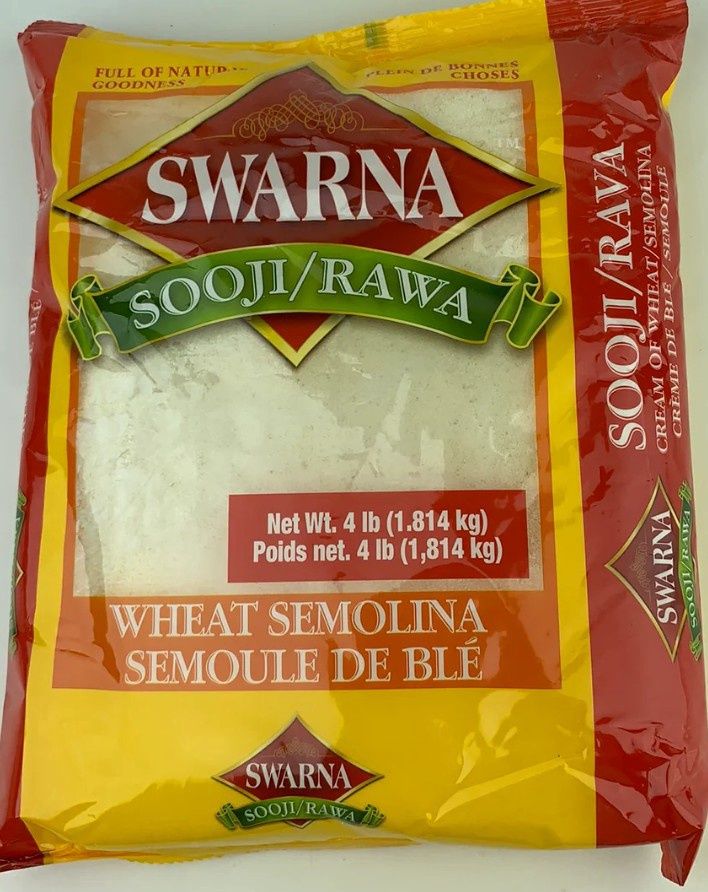 FULL OF
GOODNESS
PLEIN DE BONNES
CHOSES
SWARNA
TM
SOOJI/RAWA
Net Wt. 4 lb (1.814 kg)
Poids net. 4 lb (1,814 kg)
WHEAT SEMOLINA
SEMOULE DE BLÉ
SWARNA
SOOJI/RAWA
SOOJI/RAVA
CREAM OF WHEAT/SEMOLINA
CRÈME DE BLÉ / SEMOULE
SWARNA
SOOJI/RAWA
BLÉ /